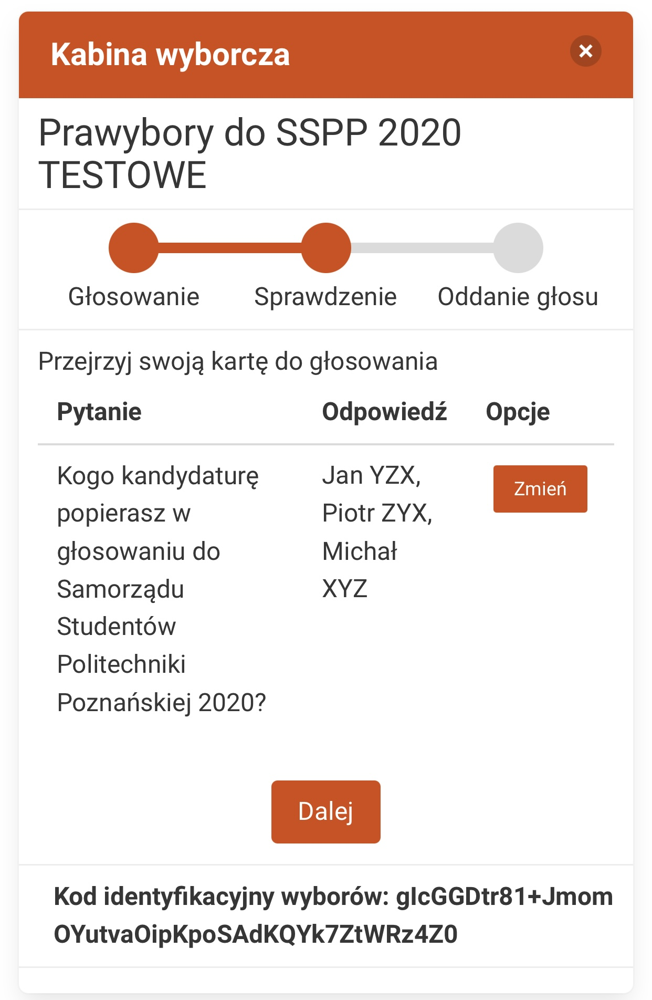 Kabina wyborcza
Prawybory do SSPP 2020
TESTOWE
Głosowanie
Sprawdzenie
Oddanie głosu
Przejrzyj swoją kartę do głosowania
Pytanie
Odpowiedź
Opcje
Kogo kandydaturę
popierasz w
głosowaniu do
Samorządu
Studentów
Politechniki
Poznańskiej 2020?
Jan YZX,
Piotr ZYX,
Michał
XYZ
Zmień
Dalej
Kod identyfikacyjny wyborów: gIcGGDtr81+Jmom
OYutvaOipKpoSAdKQYk7ZtWRz4Z0